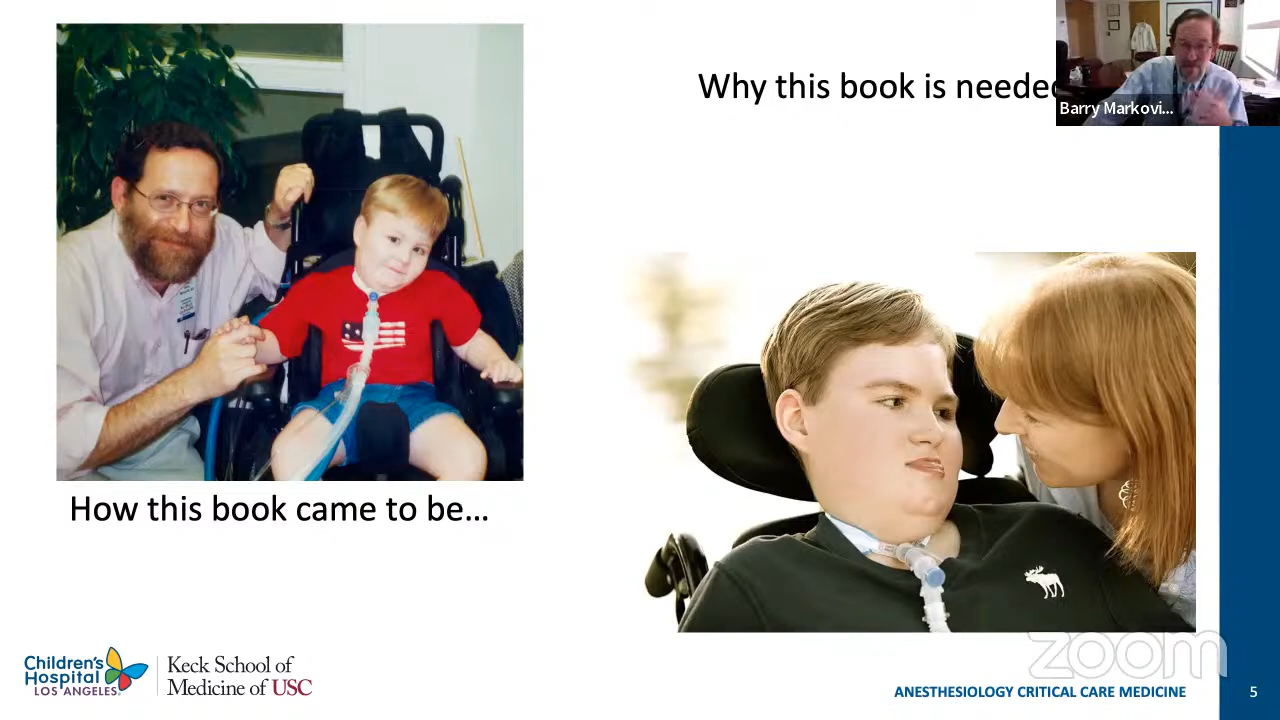 Why this book is neede
Barry Markovi...
How this book came to be...
Children's
Hospital
LOS ANGELES
Keck School of
Medicine of USC
zoom
ANESTHESIOLOGY CRITICAL CARE MEDICINE
5